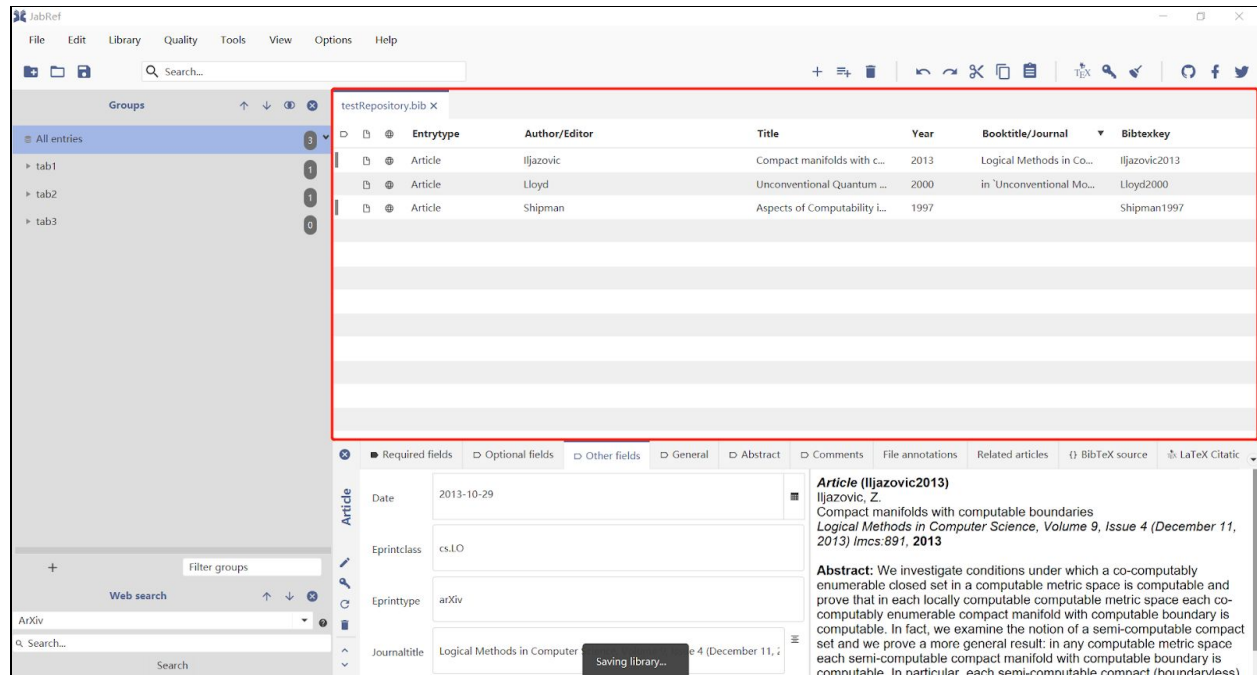 JabRef
File Edit Library Quality Tools View Options Help
Search...
TEX
Groups
All entries 3
tab1 1
tab2 1
tab3 0
Filter groups
Web search
ArXiv
Search...
Search
testRepository.bib
Entrytype Author/Editor Title Year Booktitle/Journal Bibtexkey
Article Iljazovic Compact manifolds with c... 2013 Logical Methods in Co... Iljazovic2013
Article Lloyd Unconventional Quantum ... 2000 in `Unconventional Mo... Lloyd2000
Article Shipman Aspects of Computability i... 1997 Shipman1997
Required fields Optional fields Other fields General Abstract Comments File annotations Related articles {} BibTeX source LaTeX Citatic
Article
Date 2013-10-29
Eprintclass cs.LO
Eprinttype arXiv
Journaltitle Logical Methods in Computer e 4 (December 11, 2
Saving library...
Article (Iljazovic2013)
Iljazovic, Z.
Compact manifolds with computable boundaries
Logical Methods in Computer Science, Volume 9, Issue 4 (December 11,
2013) lmcs:891, 2013
Abstract: We investigate conditions under which a co-computably
enumerable closed set in a computable metric space is computable and
prove that in each locally computable computable metric space each co-
computably enumerable compact manifold with computable boundary is
computable. In fact, we examine the notion of a semi-computable compact
set and we prove a more general result: in any computable metric space
each semi-computable compact manifold with computable boundary is
computable. In particular, each semi-computable compact (boundaryless)